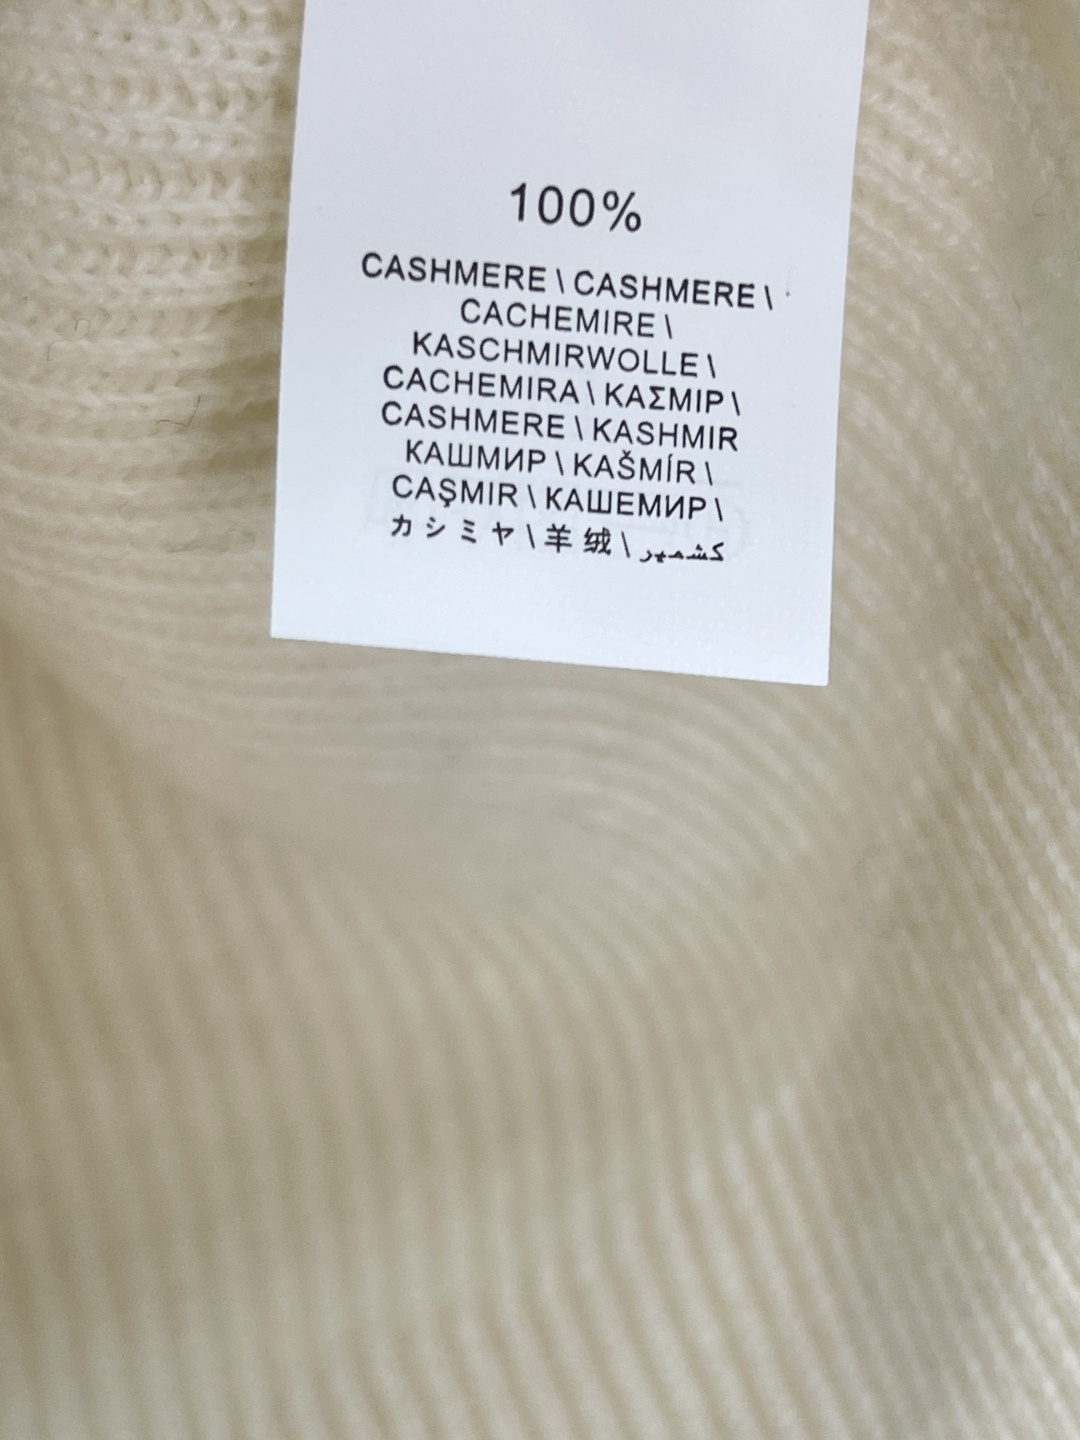 100%
CASHMERE \ CASHMERE \
CACHEMIRE \
KASCHMIRWOLLE \
CACHEMIRA \ ΚΑΣΜΙΡ \
CASHMERE \ KASHMIR
КАШМИР \ KAŠMÍR \
CAŞMIR \ КАШЕМИР \
カシミヤ \ 羊绒 \ كشمير